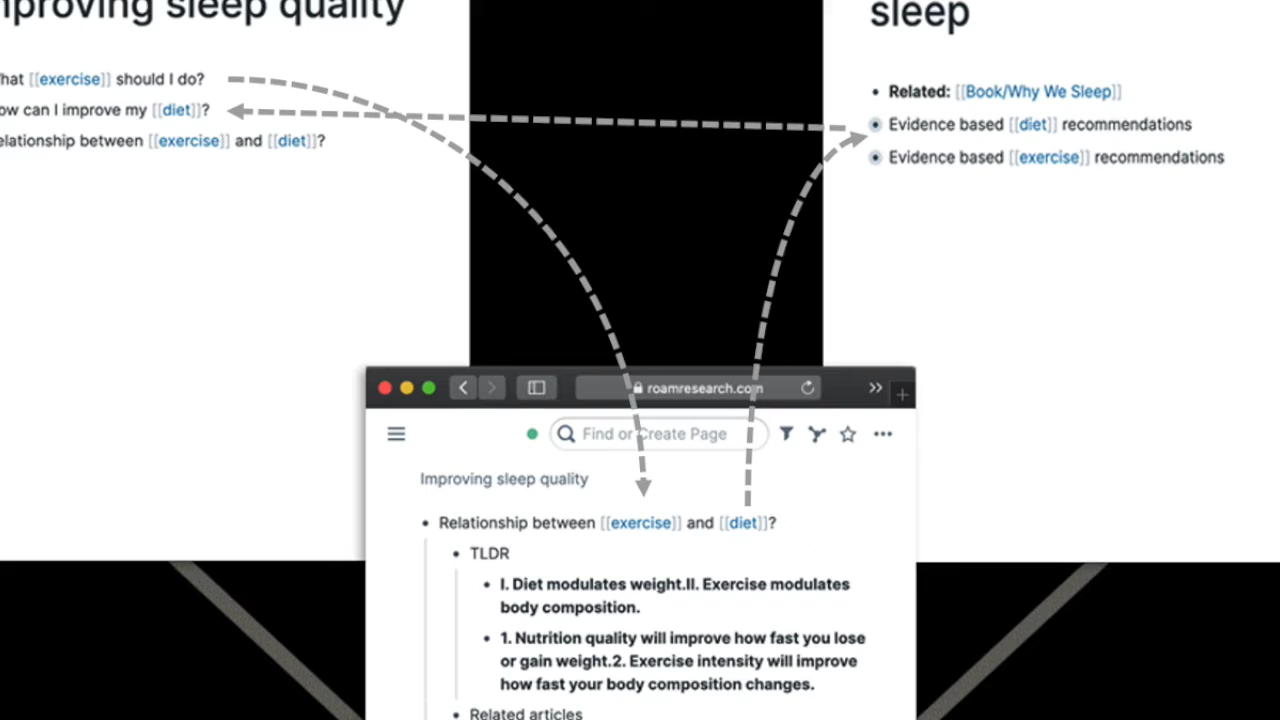 mproving sleep quality
hat [[exercise]] should I do?
ow can I improve my [[diet]]?
elationship between [[exercise]] and [[diet]]?
sleep
Related: [[Book/Why We Sleep]]
Evidence based [[diet]] recommendations
Evidence based [[exercise]] recommendations
roamresearch.com
Find or Create Page
Improving sleep quality
Relationship between [[exercise]] and [[diet]]?
TLDR
I. Diet modulates weight.II. Exercise modulates
body composition.
1. Nutrition quality will improve how fast you lose
or gain weight.2. Exercise intensity will improve
how fast your body composition changes.
Related articles